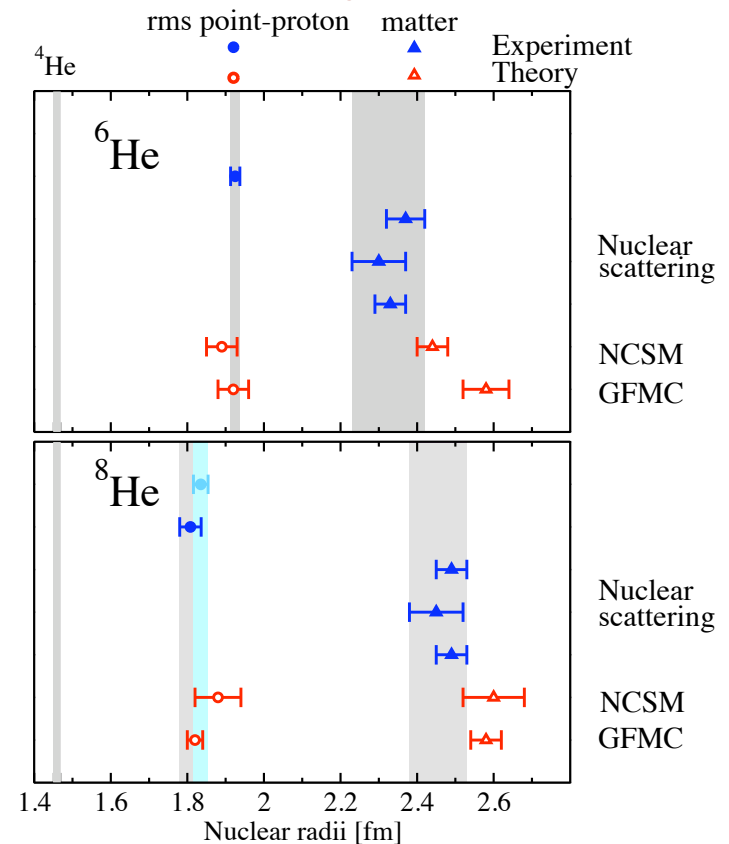 rms point-proton matter
Experiment
⁴He
Theory
⁶He
Nuclear
scattering
NCSM
GFMC
⁸He
Nuclear
scattering
NCSM
GFMC
1.4 1.6 1.8 2 2.2 2.4 2.6
Nuclear radii [fm]